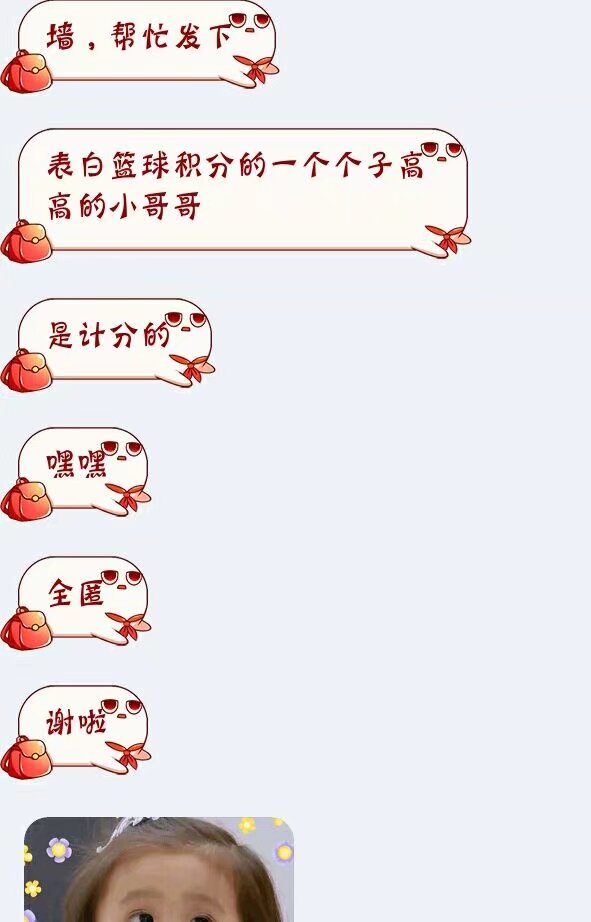 墙，帮忙发下
表白篮球积分的一个个子高
高的小哥哥
是计分的
嘿嘿
全匿
谢啦